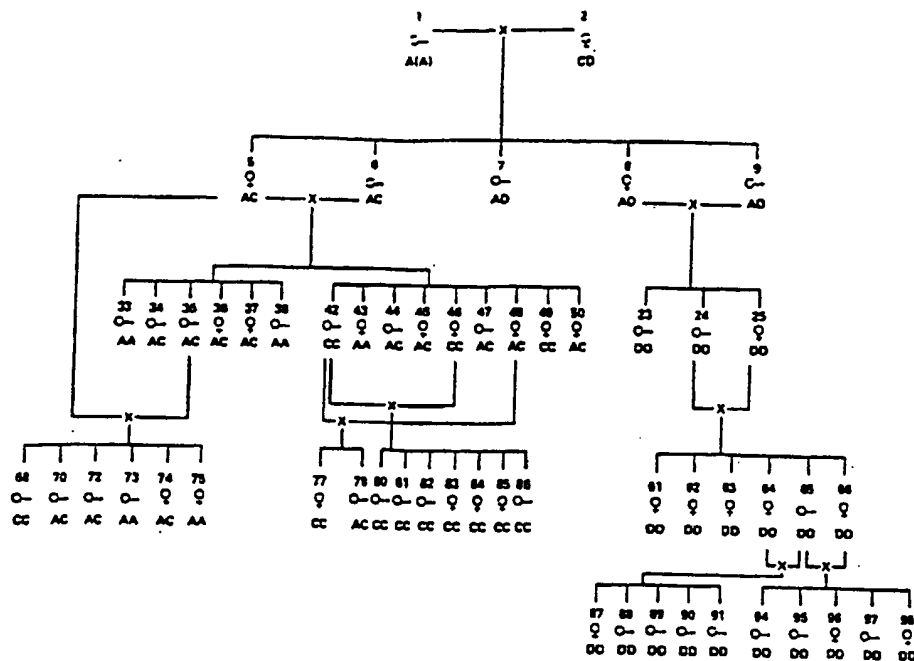 1 2
X
A(A) CD
5 6 7 8 9
AC X AC AD AD X AD
33 34 35 36 37 38 42 43 44 45 46 47 48 49 50 23 24 25
AA AC AC AC AC AA CC AA AC AC CC AC AC CC AC DD DD DD
X X X X
68 70 72 73 74 75 77 78 80 81 82 83 84 85 86 61 62 63 64 65 66
CC AC AC AA AC AA CC AC CC CC CC CC CC CC CC DD DD DD DD DD DD
X X
87 88 89 90 91 94 95 96 97 98
DD DD DD DD DD DD DD DD DD DD